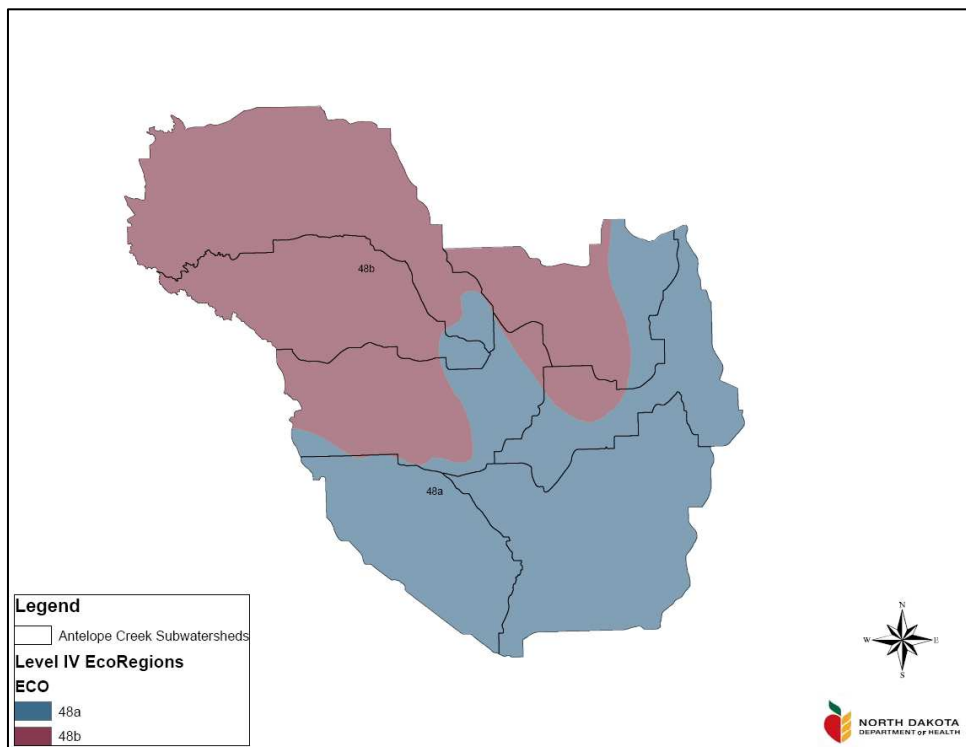 48b
48a
Legend
Antelope Creek Subwatersheds
Level IV EcoRegions
ECO
48a
48b
N
W
E
S
NORTH DAKOTA
DEPARTMENT of HEALTH